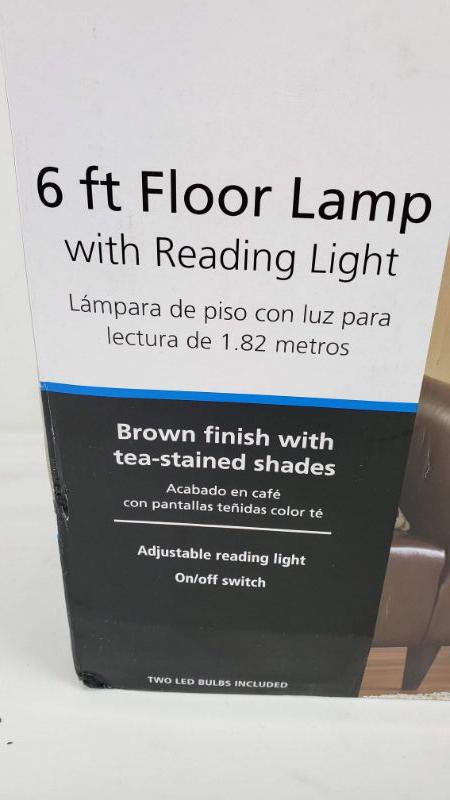 6 ft Floor Lamp
with Reading Light
Lámpara de piso con luz para
lectura de 1.82 metros
Brown finish with
tea-stained shades
Acabado en café
con pantallas teñidas color té
Adjustable reading light
On/off switch
TWO LED BULBS INCLUDED